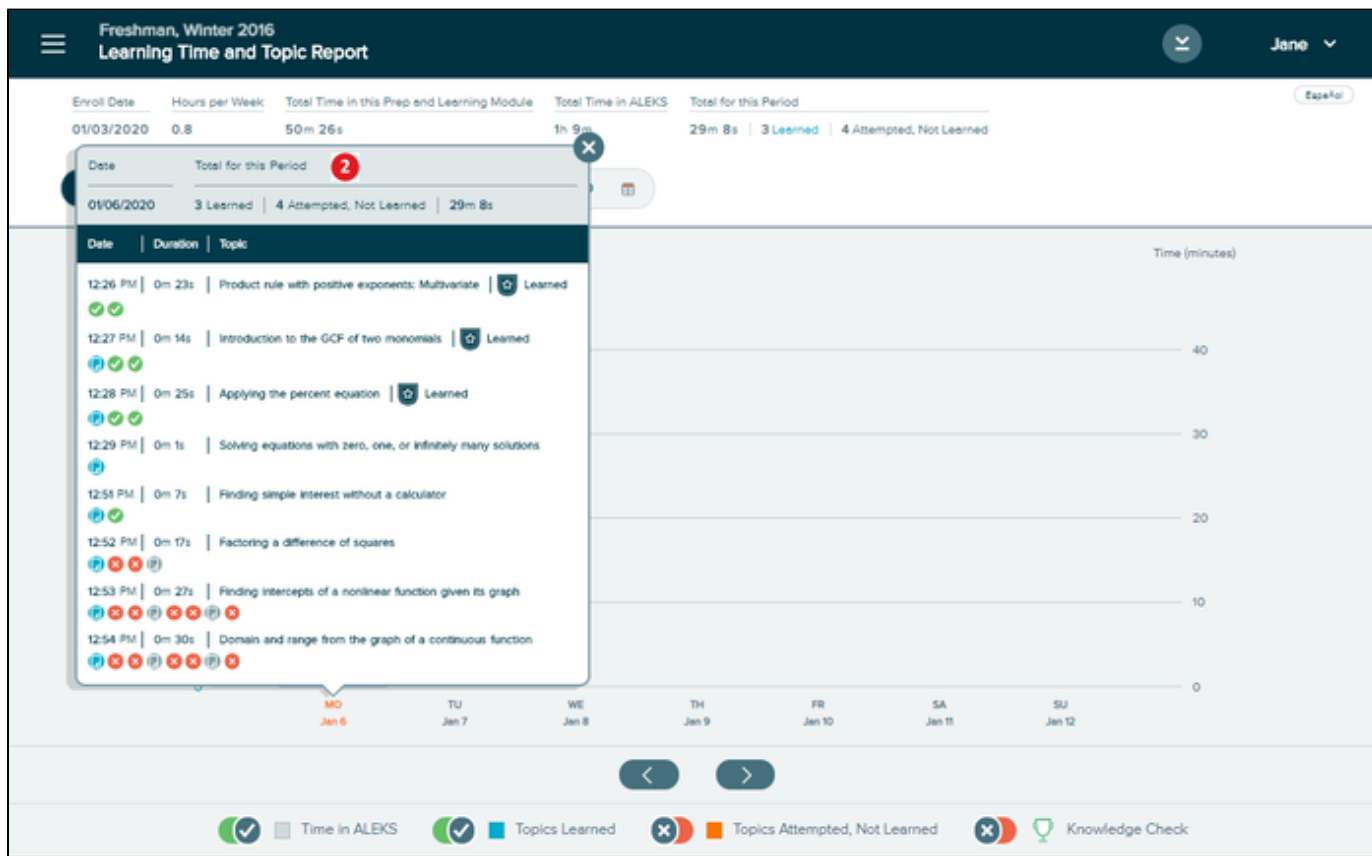 Freshman, Winter 2016
Learning Time and Topic Report
Jane
Español
Enroll Date Hours per Week Total Time in this Prep and Learning Module Total Time in ALEKS Total for this Period
01/03/2020 0.8 50m 26s 1h 9m 29m 8s | 3 Learned | 4 Attempted, Not Learned
Date Total for this Period 2
01/06/2020 3 Learned | 4 Attempted, Not Learned | 29m 8s
Date | Duration | Topic
12:26 PM | 0m 23s | Product rule with positive exponents: Multivariate | Learned
12:27 PM | 0m 14s | Introduction to the GCF of two monomials | Learned
P
12:28 PM | 0m 25s | Applying the percent equation | Learned
P
12:29 PM | 0m 1s | Solving equations with zero, one, or infinitely many solutions
P
12:51 PM | 0m 7s | Finding simple interest without a calculator
P
12:52 PM | 0m 17s | Factoring a difference of squares
P P
12:53 PM | 0m 27s | Finding intercepts of a nonlinear function given its graph
P P P
12:54 PM | 0m 30s | Domain and range from the graph of a continuous function
P P P
Time (minutes)
40
30
20
10
0
MO TU WE TH FR SA SU
Jan 6 Jan 7 Jan 8 Jan 9 Jan 10 Jan 11 Jan 12
Time in ALEKS Topics Learned Topics Attempted, Not Learned Knowledge Check